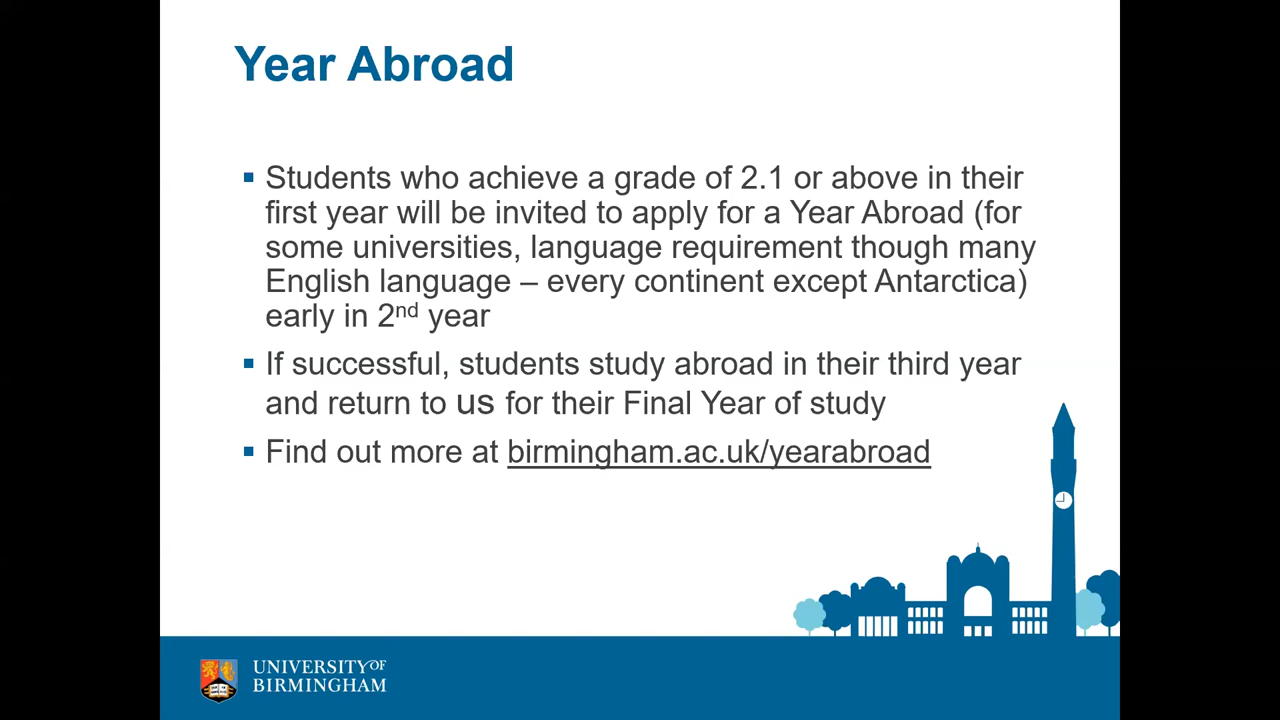 Year Abroad
Students who achieve a grade of 2.1 or above in their
first year will be invited to apply for a Year Abroad (for
some universities, language requirement though many
English language – every continent except Antarctica)
early in 2nd year
If successful, students study abroad in their third year
and return to us for their Final Year of study
Find out more at birmingham.ac.uk/yearabroad
UNIVERSITY OF
BIRMINGHAM